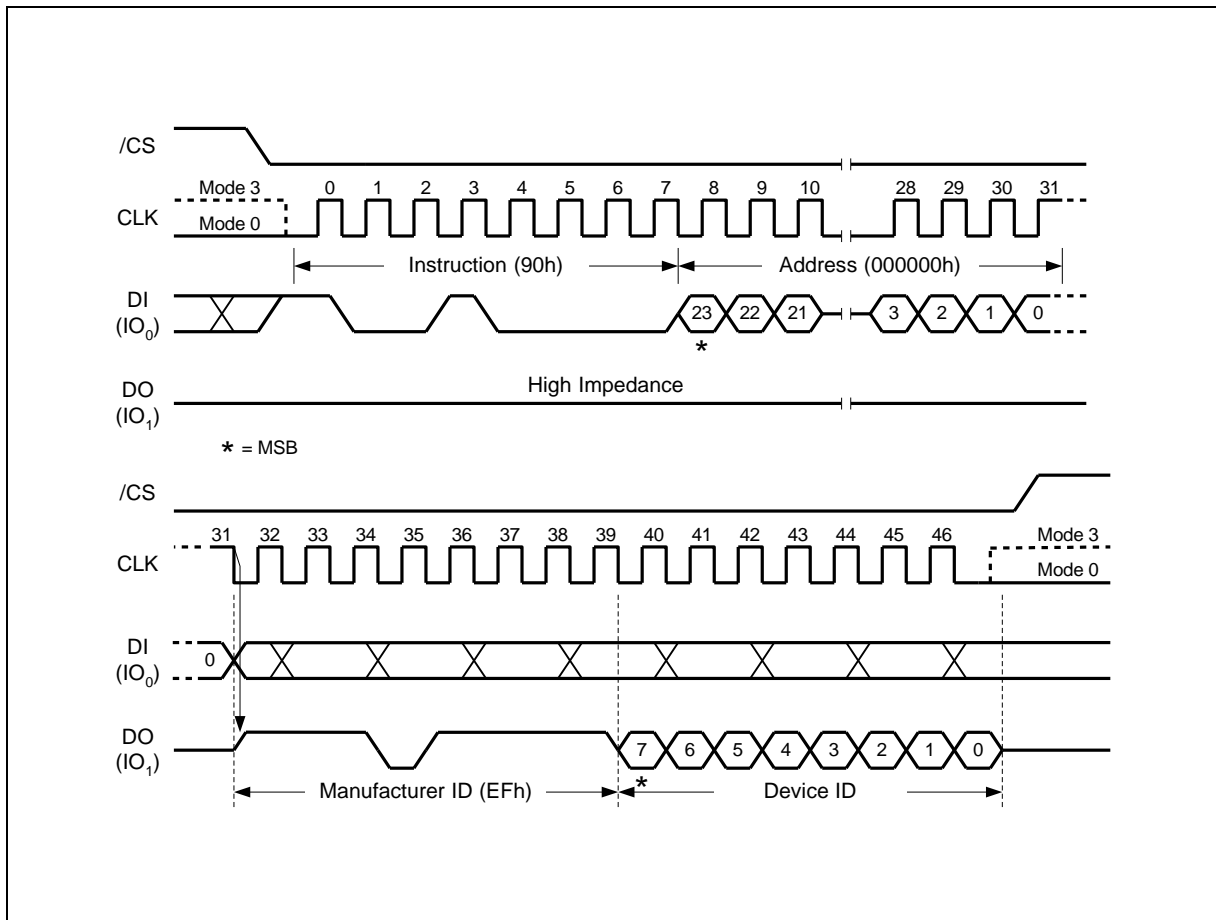 /CS
Mode 3 0 1 2 3 4 5 6 7 8 9 10 28 29 30 31
CLK
Mode 0
Instruction (90h) Address (000000h)
DI
(IO0) 23 22 21 3 2 1 0
*
High Impedance
DO
(IO1)
* = MSB
/CS
31 32 33 34 35 36 37 38 39 40 41 42 43 44 45 46 Mode 3
CLK
Mode 0
DI
(IO0) 0
DO
(IO1) 7 6 5 4 3 2 1 0
*
Manufacturer ID (EFh) Device ID